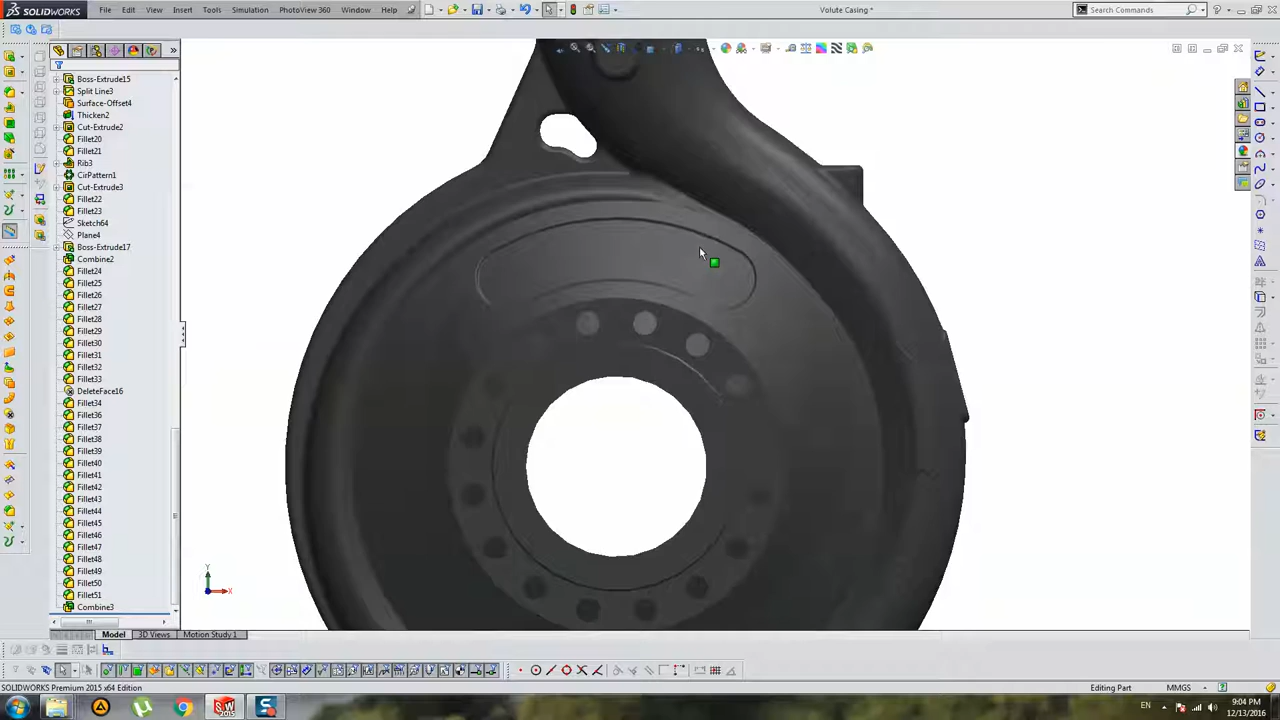 SOLIDWORKS
File
Edit
View
Insert
Tools
Simulation
PhotoView 360
Window
Help
Volute Casing *
Search Commands
Boss-Extrude15
Split Line3
Surface-Offset4
Thicken2
Cut-Extrude2
Fillet20
Fillet21
Rib3
CirPattern1
Cut-Extrude3
Fillet22
Fillet23
Sketch64
Plane4
Boss-Extrude17
Combine2
Fillet24
Fillet25
Fillet26
Fillet27
Fillet28
Fillet29
Fillet30
Fillet31
Fillet32
Fillet33
DeleteFace16
Fillet34
Fillet36
Fillet37
Fillet38
Fillet39
Fillet40
Fillet41
Fillet42
Fillet43
Fillet44
Fillet45
Fillet46
Fillet47
Fillet48
Fillet49
Fillet50
Fillet51
Combine3
Y
X
Model
3D Views
Motion Study 1
SOLIDWORKS Premium 2015 x64 Edition
Editing Part
MMGS
EN
9:04 PM
12/13/2016